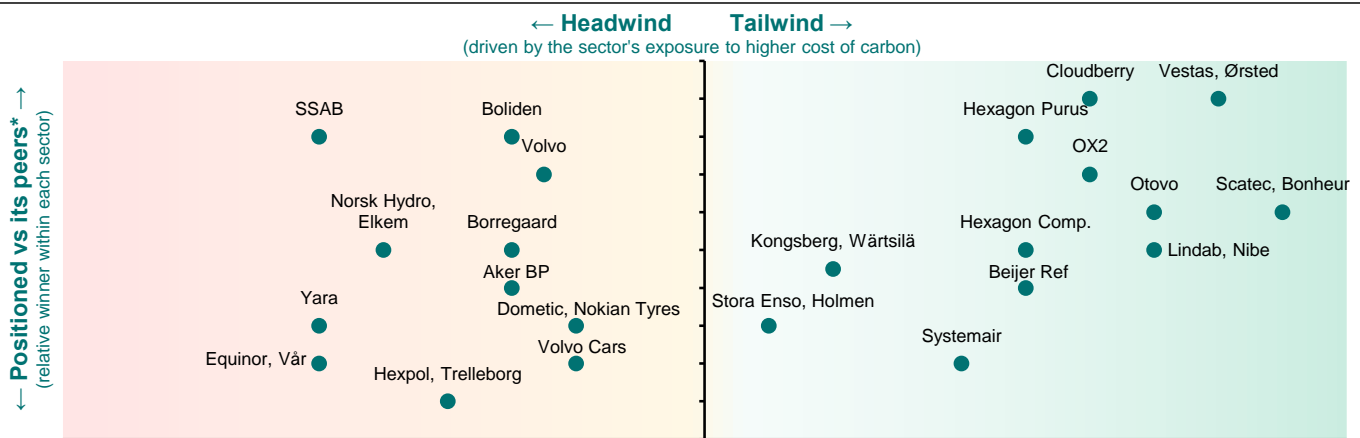 ← Headwind Tailwind →
(driven by the sector's exposure to higher cost of carbon)
← Positioned vs its peers* →
(relative winner within each sector)
Cloudberry
Vestas, Ørsted
SSAB
Boliden
Hexagon Purus
Volvo
OX2
Otovo
Scatec, Bonheur
Norsk Hydro,
Elkem
Borregaard
Hexagon Comp.
Kongsberg, Wärtsilä
Lindab, Nibe
Aker BP
Beijer Ref
Yara
Dometic, Nokian Tyres
Stora Enso, Holmen
Equinor, Vår
Volvo Cars
Systemair
Hexpol, Trelleborg